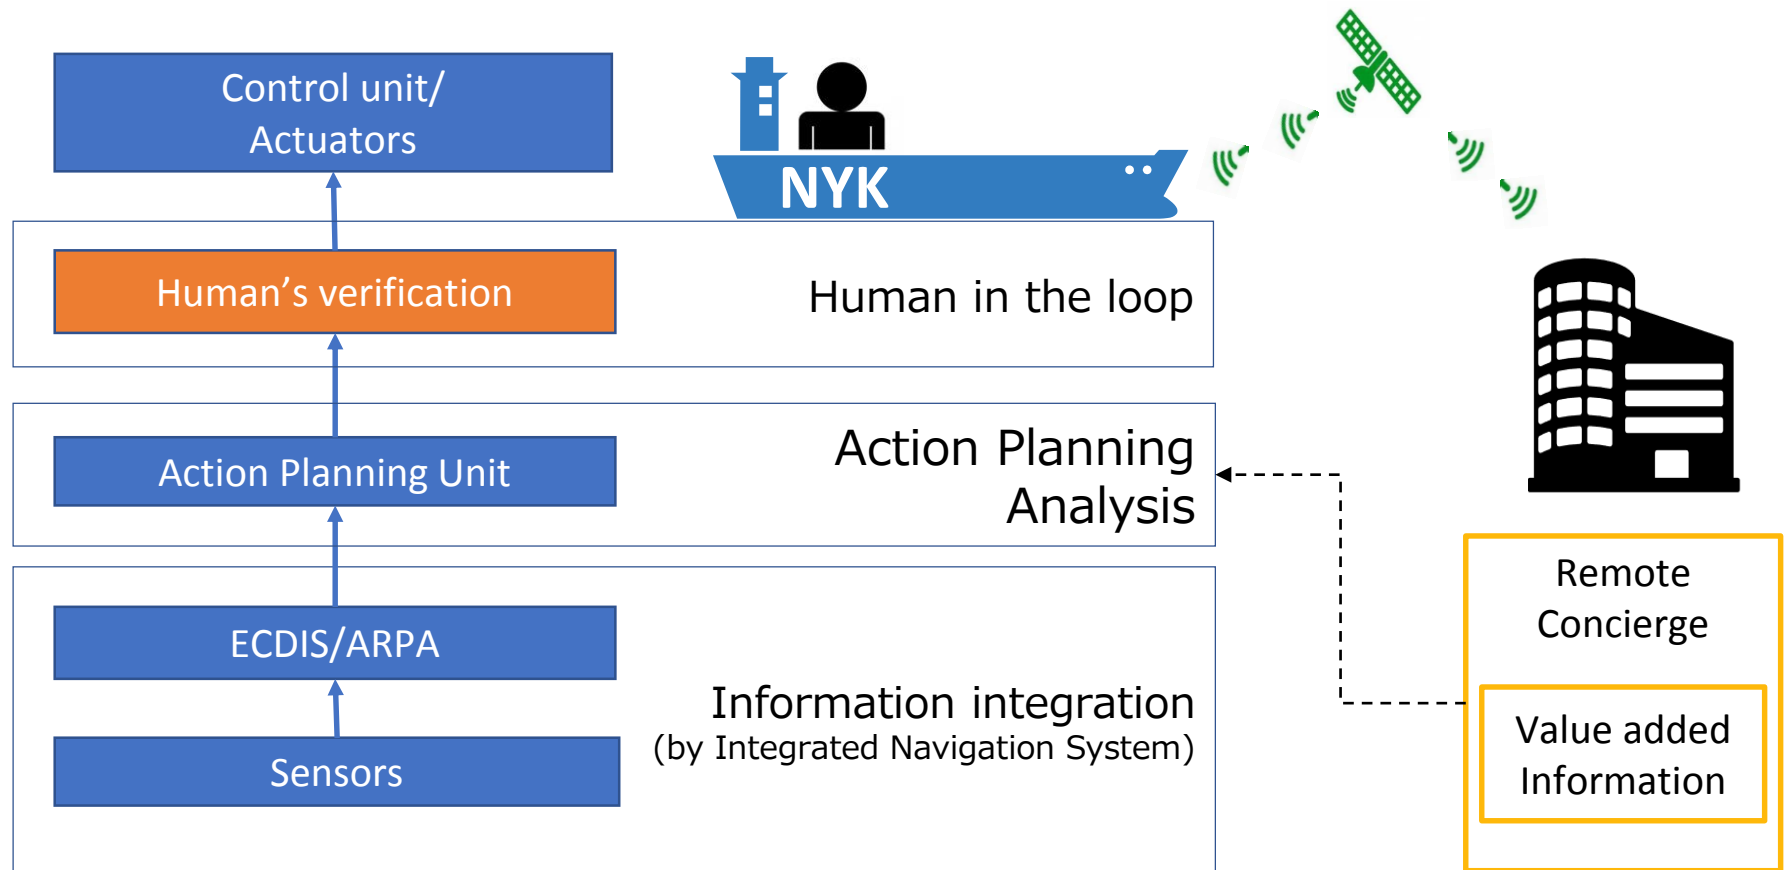 Control unit/
Actuators
NYK
Human’s verification
Human in the loop
Action Planning Unit
Action Planning
Analysis
ECDIS/ARPA
Sensors
Information integration
(by Integrated Navigation System)
Remote
Concierge
Value added
Information